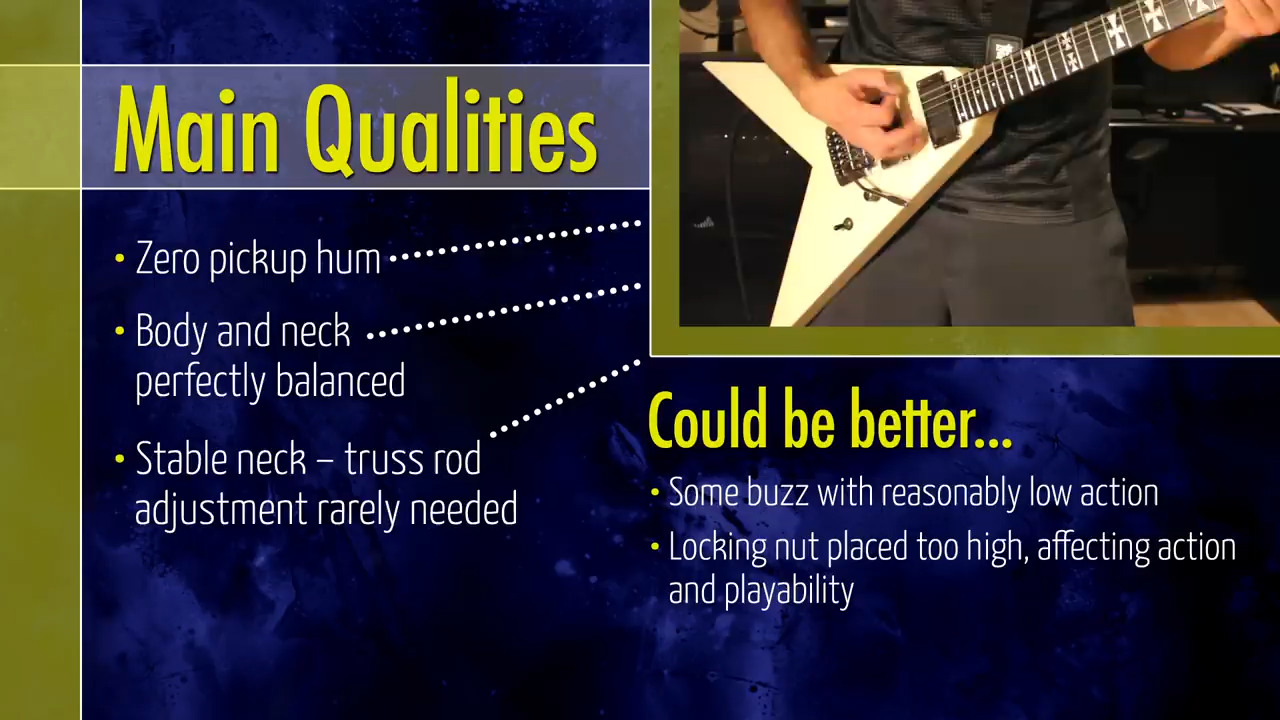 Main Qualities
• Zero pickup hum
• Body and neck
perfectly balanced
• Stable neck – truss rod
adjustment rarely needed
Could be better...
• Some buzz with reasonably low action
• Locking nut placed too high, affecting action
and playability